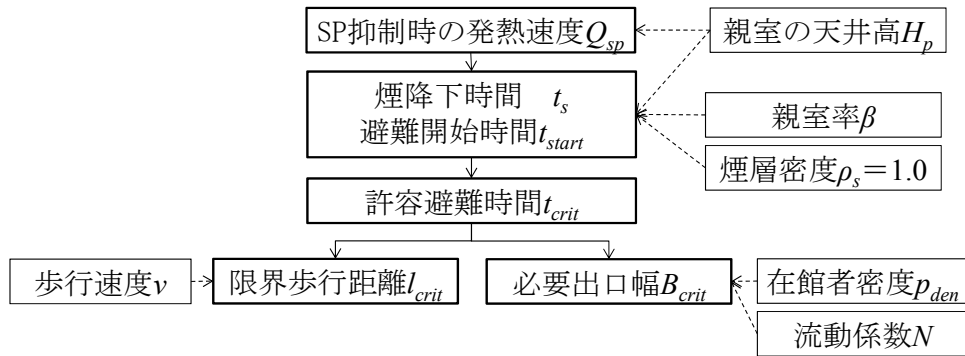 SP抑制時の発熱速度Q_sp
親室の天井高H_p
煙降下時間 t_s
避難開始時間t_start
親室率β
煙層密度ρ_s＝1.0
許容避難時間t_crit
歩行速度v
限界歩行距離l_crit
必要出口幅B_crit
在館者密度p_den
流動係数N